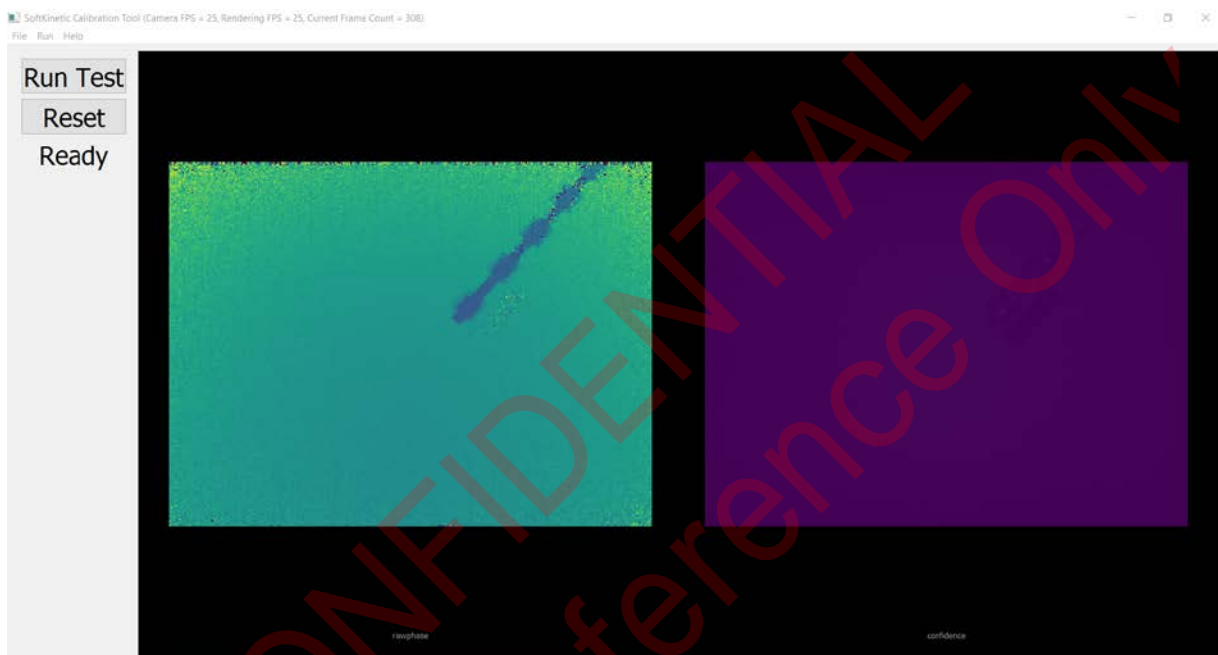 SoftKinetic Calibration Tool (Camera FPS = 25, Rendering FPS = 25, Current Frame Count = 308)
File Run Help
Run Test
Reset
Ready
CONFIDENTIAL
Reference Only
rawphase
confidence